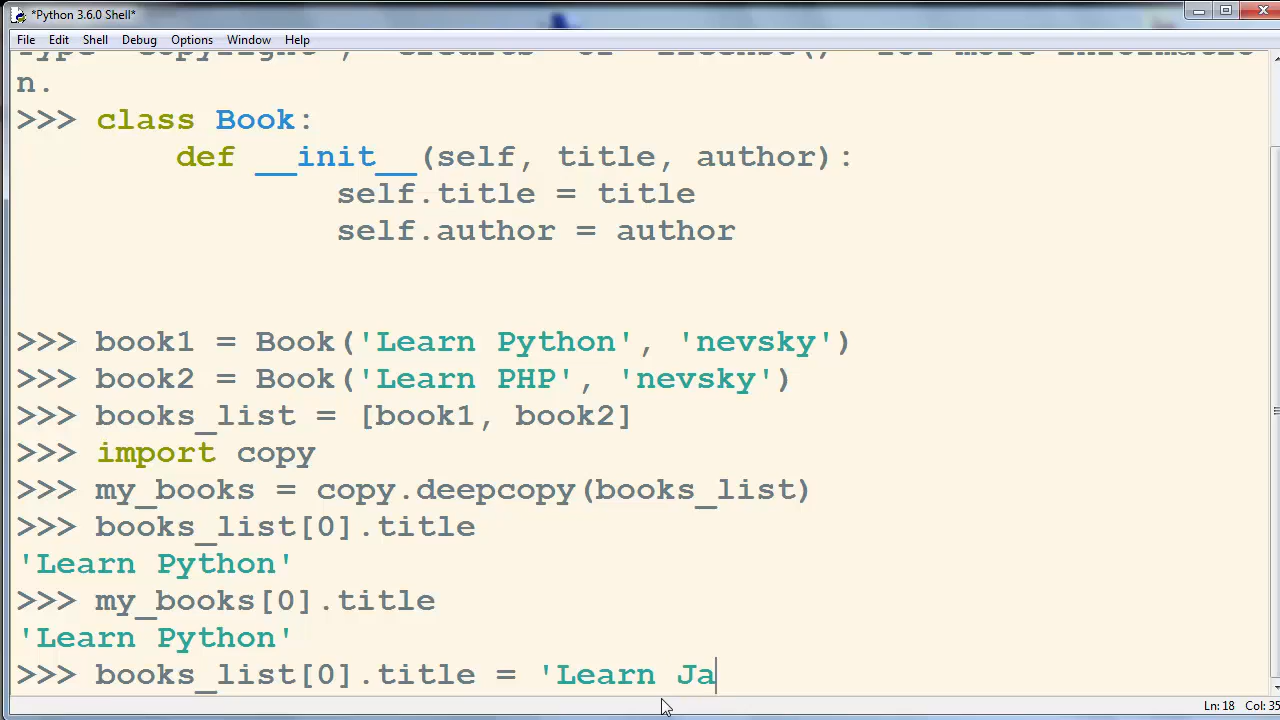 *Python 3.6.0 Shell*
File Edit Shell Debug Options Window Help
n.
>>> class Book:
        def __init__(self, title, author):
                self.title = title
                self.author = author
>>> book1 = Book('Learn Python', 'nevsky')
>>> book2 = Book('Learn PHP', 'nevsky')
>>> books_list = [book1, book2]
>>> import copy
>>> my_books = copy.deepcopy(books_list)
>>> books_list[0].title
'Learn Python'
>>> my_books[0].title
'Learn Python'
>>> books_list[0].title = 'Learn Ja
Ln: 18 Col: 35